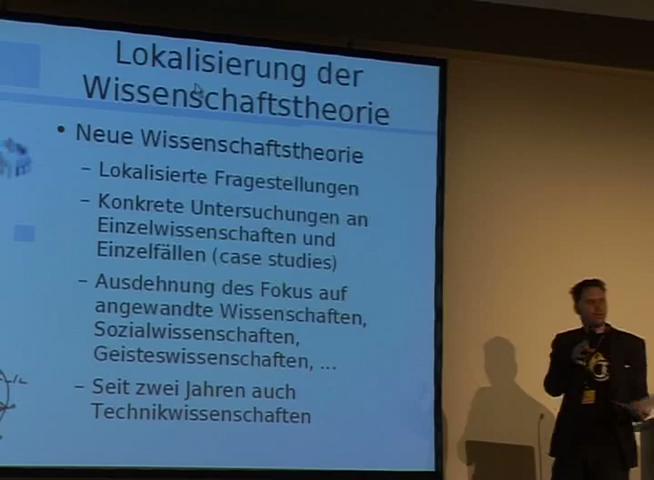 Lokalisierung der
Wissenschaftstheorie
• Neue Wissenschaftstheorie
– Lokalisierte Fragestellungen
– Konkrete Untersuchungen an
Einzelwissenschaften und
Einzelfällen (case studies)
– Ausdehnung des Fokus auf
angewandte Wissenschaften,
Sozialwissenschaften,
Geisteswissenschaften, ...
– Seit zwei Jahren auch
Technikwissenschaften